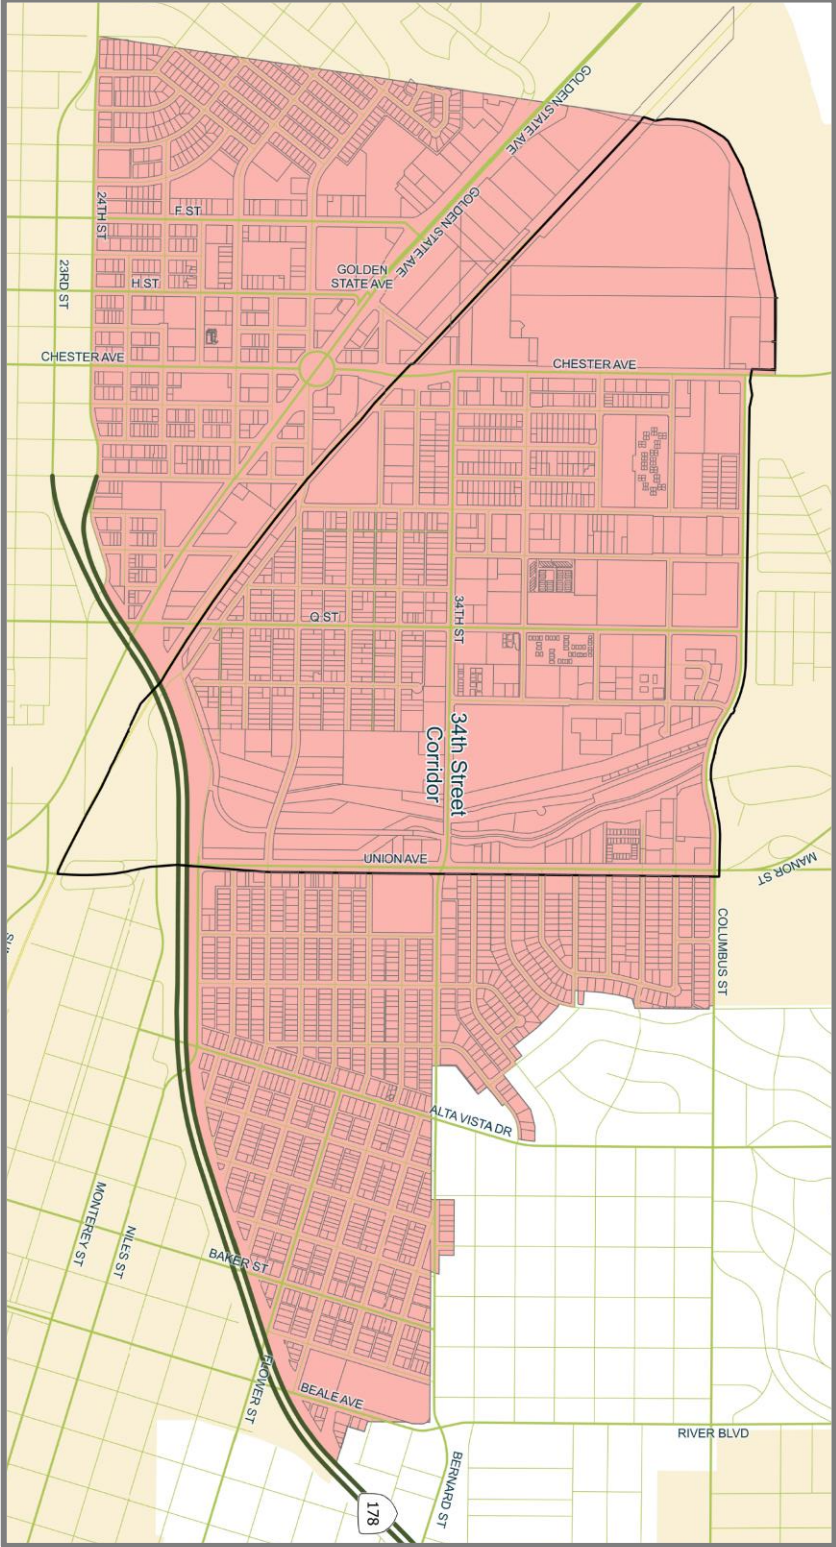 GOLDEN STATE AVE
GOLDEN STATE AVE
24TH ST
F ST
23RD ST
H ST
GOLDEN
STATE AVE
CHESTER AVE
CHESTER AVE
Q ST
34TH ST
34th Street
Corridor
UNION AVE
MANOR ST
COLUMBUS ST
ALTA VISTA DR
MONTEREY ST
NILES ST
BAKER ST
FLOWER ST
BEALE AVE
RIVER BLVD
BERNARD ST
178